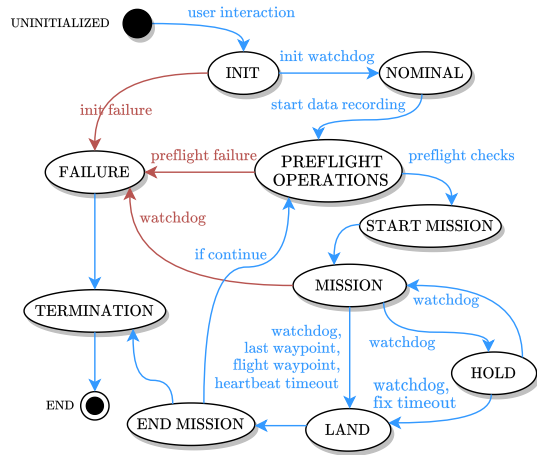 user interaction
UNINITIALIZED
init watchdog
INIT
NOMINAL
init failure
start data recording
preflight failure
preflight checks
FAILURE
PREFLIGHT
OPERATIONS
watchdog
START MISSION
if continue
MISSION
watchdog
TERMINATION
watchdog,
last waypoint,
flight waypoint,
heartbeat timeout
watchdog
HOLD
watchdog,
fix timeout
END
END MISSION
LAND